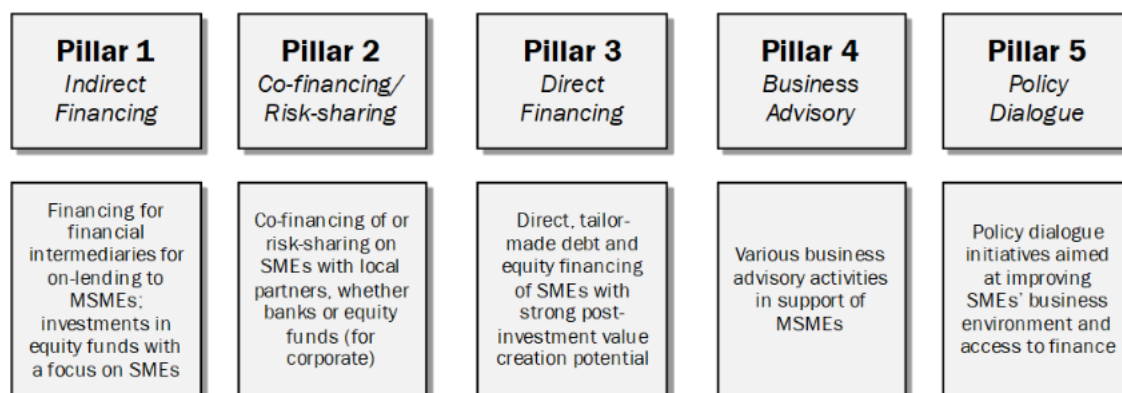 Pillar 1
Indirect
Financing
Pillar 2
Co-financing/
Risk-sharing
Pillar 3
Direct
Financing
Pillar 4
Business
Advisory
Pillar 5
Policy
Dialogue
Financing for
financial
intermediaries for
on-lending to
MSMEs;
investments in
equity funds with
a focus on SMEs
Co-financing of or
risk-sharing on
SMEs with local
partners, whether
banks or equity
funds (for
corporate)
Direct, tailor-
made debt and
equity financing
of SMEs with
strong post-
investment value
creation potential
Various business
advisory activities
in support of
MSMEs
Policy dialogue
initiatives aimed
at improving
SMEs' business
environment and
access to finance